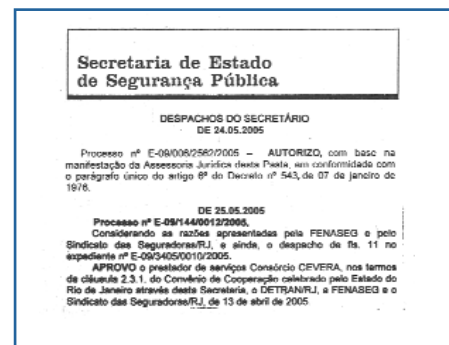 Secretaria de Estado
de Segurança Pública
DESPACHOS DO SECRETÁRIO
DE 24.05.2005
Processo nº E-09/006/2562/2005 – AUTORIZO, com base na
manifestação da Assessoria Jurídica desta Pasta, em conformidade com
o parágrafo único do artigo 6º do Decreto nº 543, de 07 de janeiro de
1976.
DE 25.05.2005
Processo nº E-09/144/0012/2005,
Considerando as razões apresentadas pela FENASEG e pelo
Sindicato das Seguradoras/RJ, e ainda, o despacho de fls. 11 no
expediente nº E-09/3405/0010/2005.
APROVO o prestador de serviços Consórcio CEVERA, nos termos
da cláusula 2.3.1. do Convênio de Cooperação celebrado pelo Estado do
Rio de Janeiro através desta Secretaria, o DETRAN/RJ, a FENASEG e o
Sindicato das Seguradoras/RJ, de 13 de abril de 2005